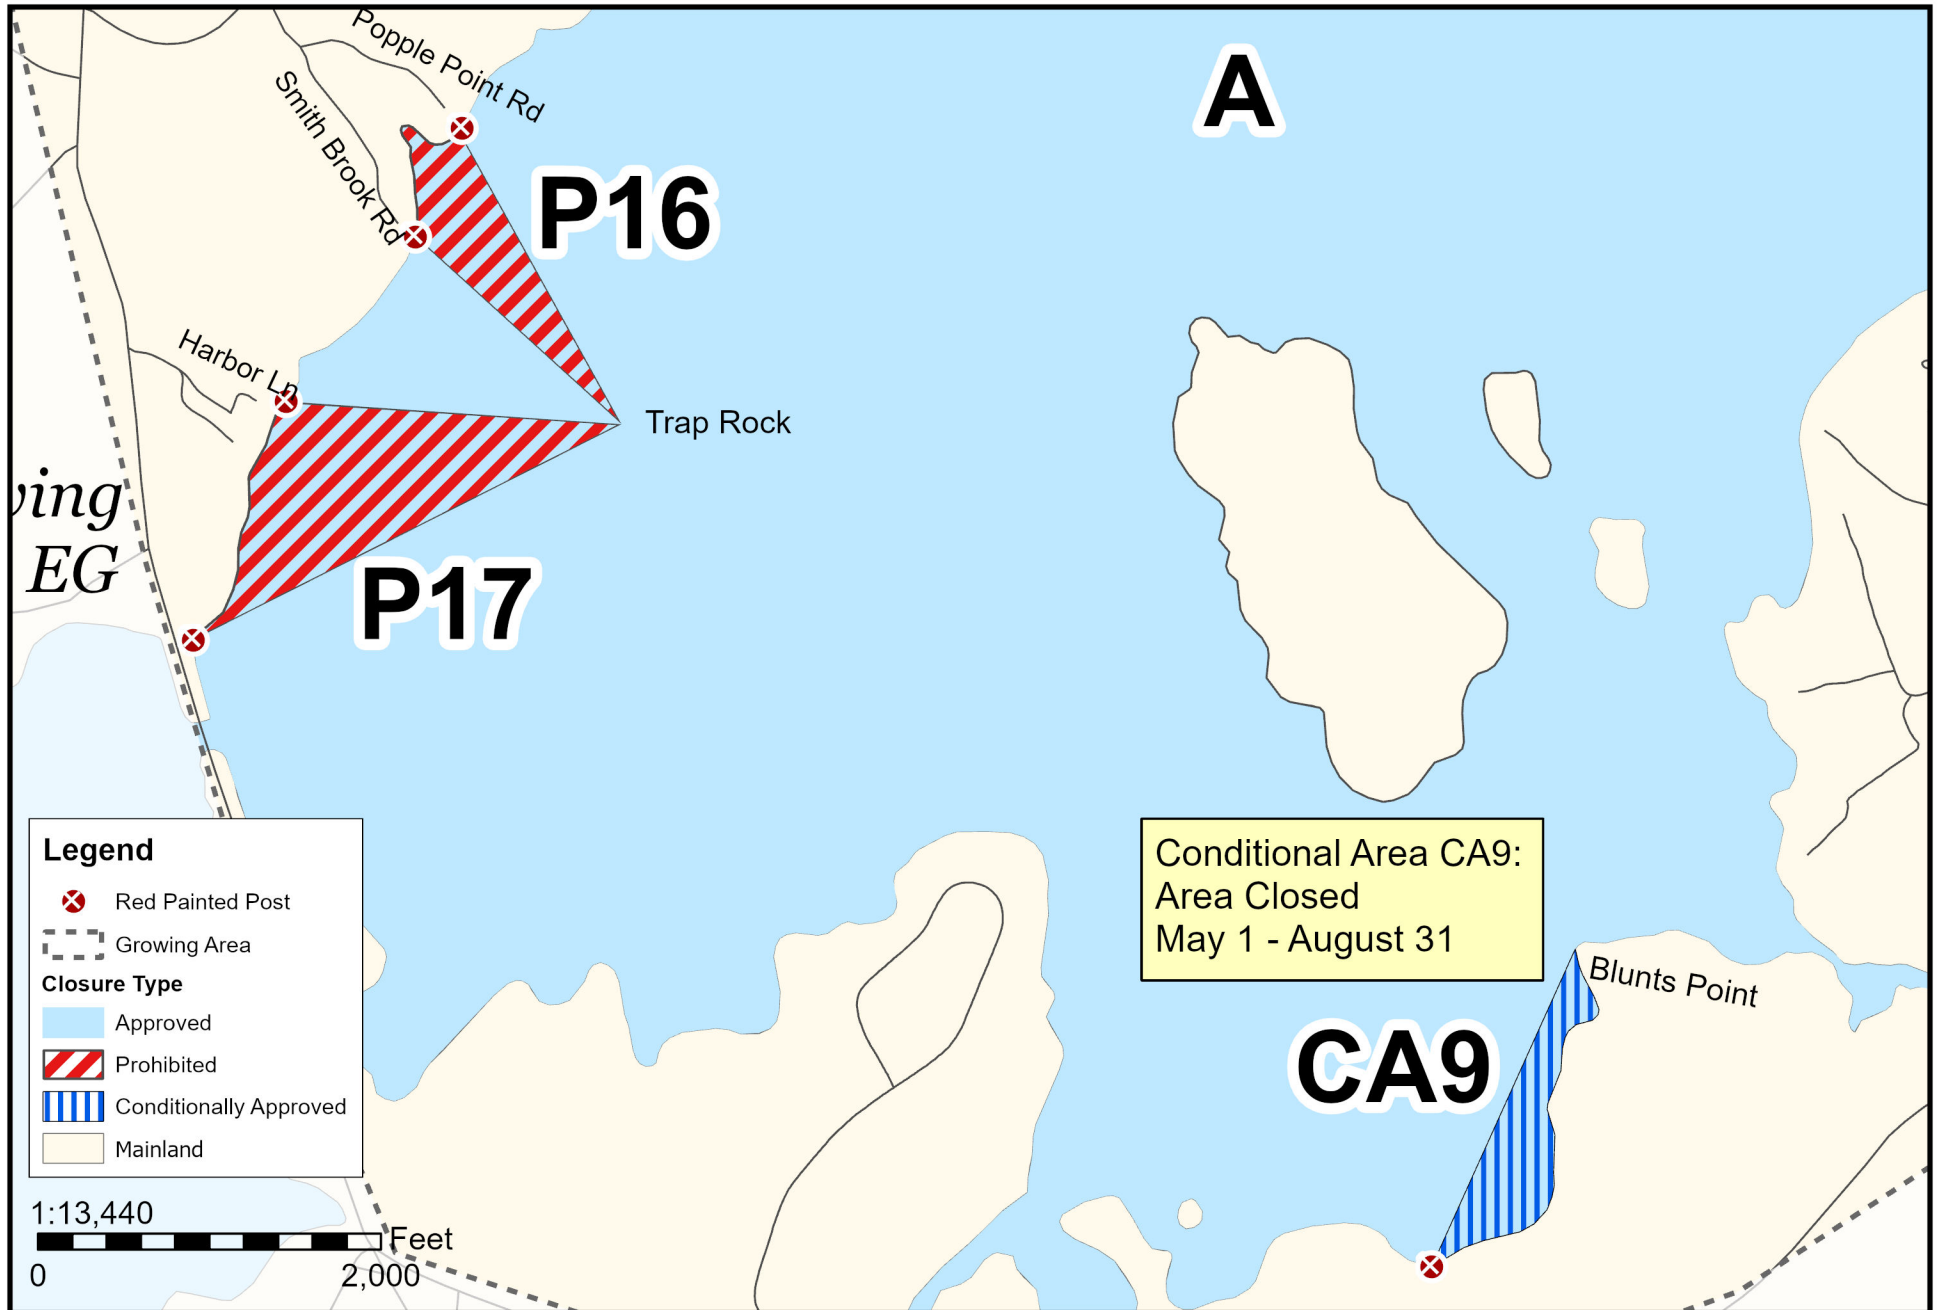 Popple Point Rd
A
Smith Brook Rd
P16
Harbor Ln
Trap Rock
ving
EG
P17
Legend
Red Painted Post
Growing Area
Closure Type
Approved
Prohibited
Conditionally Approved
Mainland
Conditional Area CA9:
Area Closed
May 1 - August 31
Blunts Point
CA9
1:13,440
Feet
0 2,000